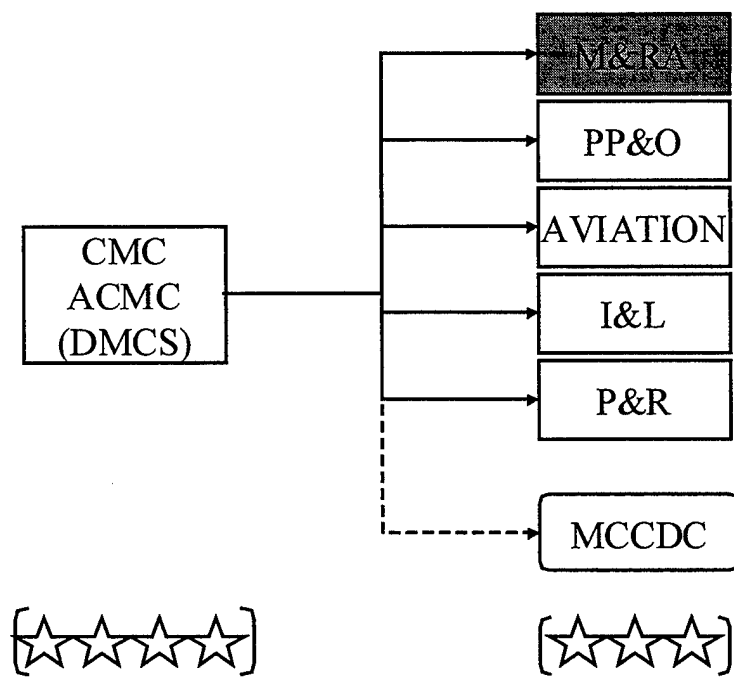 M&RA
PP&O
AVIATION
CMC
ACMC
(DMCS)
I&L
P&R
MCCDC